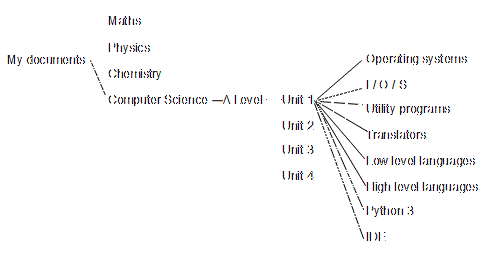 My documents
Maths
Physics
Chemistry
Computer Science
A Level
Unit 1
Unit 2
Unit 3
Unit 4
Operating systems
I / O / S
Utility programs
Translators
Low level languages
High level languages
Python 3
IDE